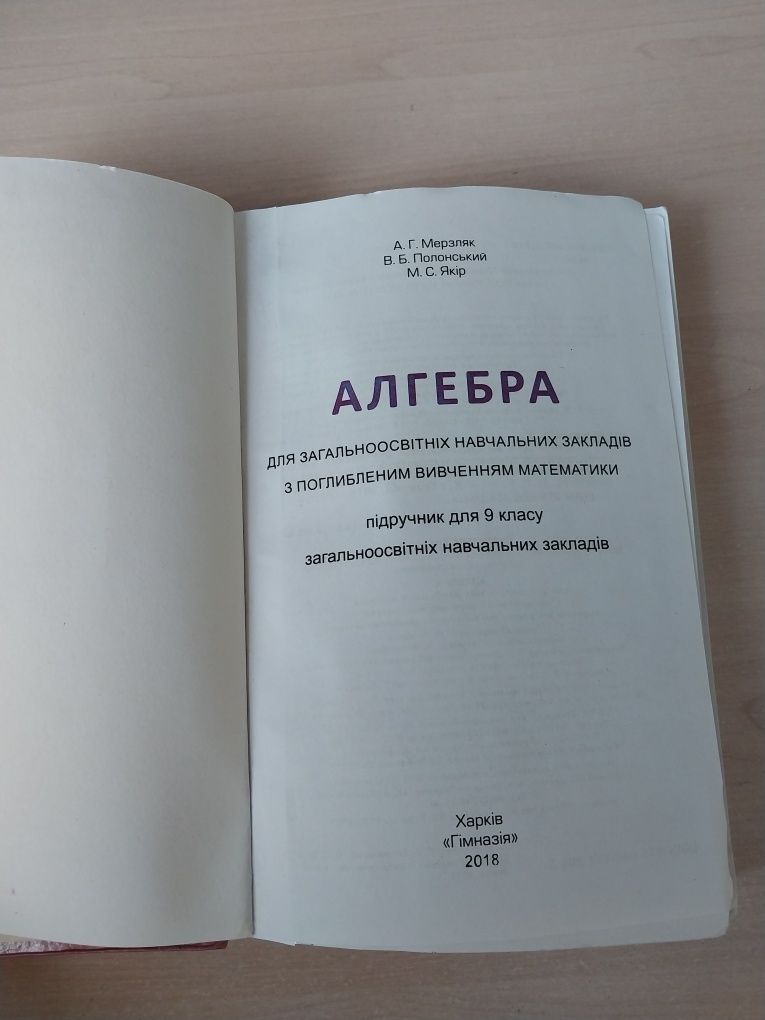 А. Г. Мерзляк
В. Б. Полонський
М. С. Якір
АЛГЕБРА
ДЛЯ ЗАГАЛЬНООСВІТНІХ НАВЧАЛЬНИХ ЗАКЛАДІВ
З ПОГЛИБЛЕНИМ ВИВЧЕННЯМ МАТЕМАТИКИ
підручник для 9 класу
загальноосвітніх навчальних закладів
Харків
«Гімназія»
2018